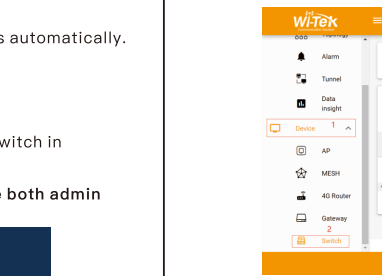 s automatically.
witch in
both admin
Wi-Tek
Topology
Alarm
Tunnel
Data
insight
Device 1
AP
MESH
4G Router
Gateway
2
Switch